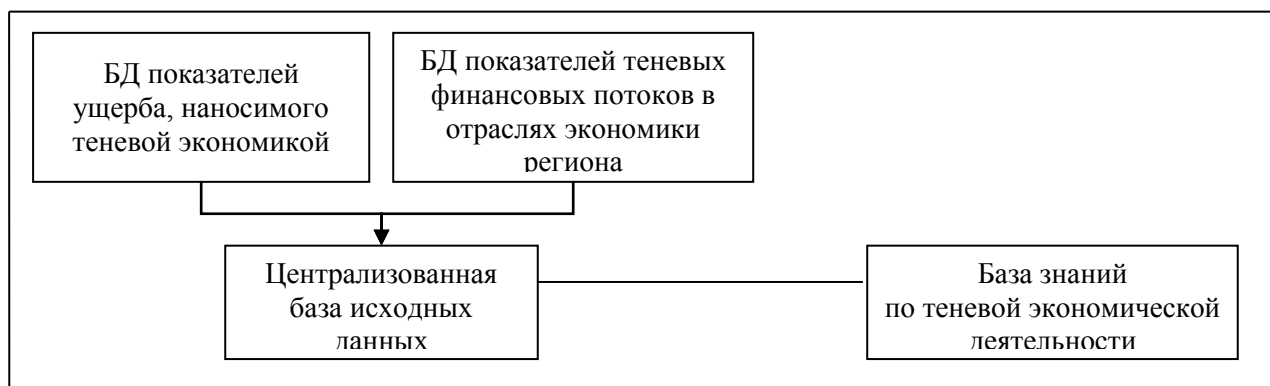 БД показателей
ущерба, наносимого
теневой экономикой
БД показателей теневых
финансовых потоков в
отраслях экономики
региона
Централизованная
база исходных
данных
База знаний
по теневой экономической
деятельности